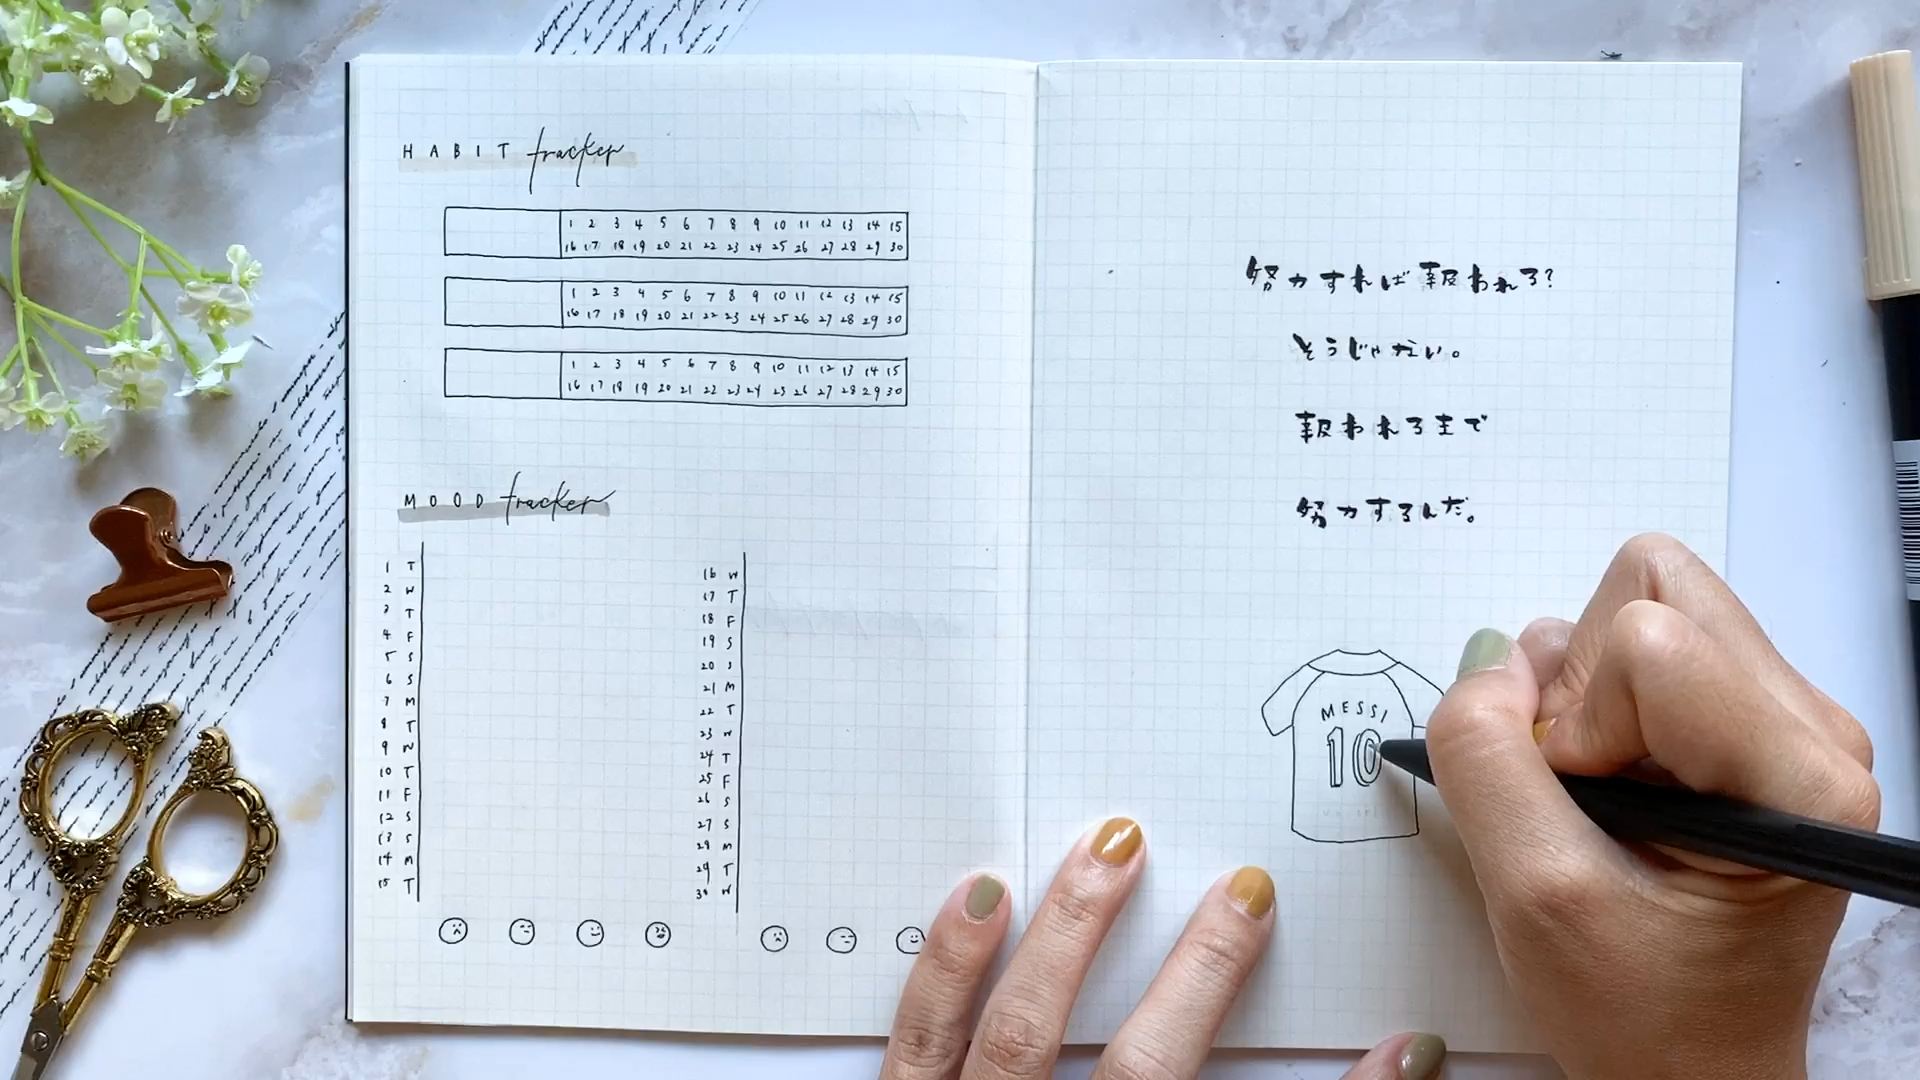 HABIT tracker
1 2 3 4 5 6 7 8 9 10 11 12 13 14 15
16 17 18 19 20 21 22 23 24 25 26 27 28 29 30
1 2 3 4 5 6 7 8 9 10 11 12 13 14 15
16 17 18 19 20 21 22 23 24 25 26 27 28 29 30
1 2 3 4 5 6 7 8 9 10 11 12 13 14 15
16 17 18 19 20 21 22 23 24 25 26 27 28 29 30
MOOD tracker
1 T
2 W
3 T
4 F
5 S
6 S
7 M
8 T
9 W
10 T
11 F
12 S
13 S
14 M
15 T
16 W
17 T
18 F
19 S
20 S
21 M
22 T
23 W
24 T
25 F
26 S
27 S
28 M
29 T
30 W
努力すれば報われる?
そうじゃない。
報われるまで
努力するんだ。
MESSI
10